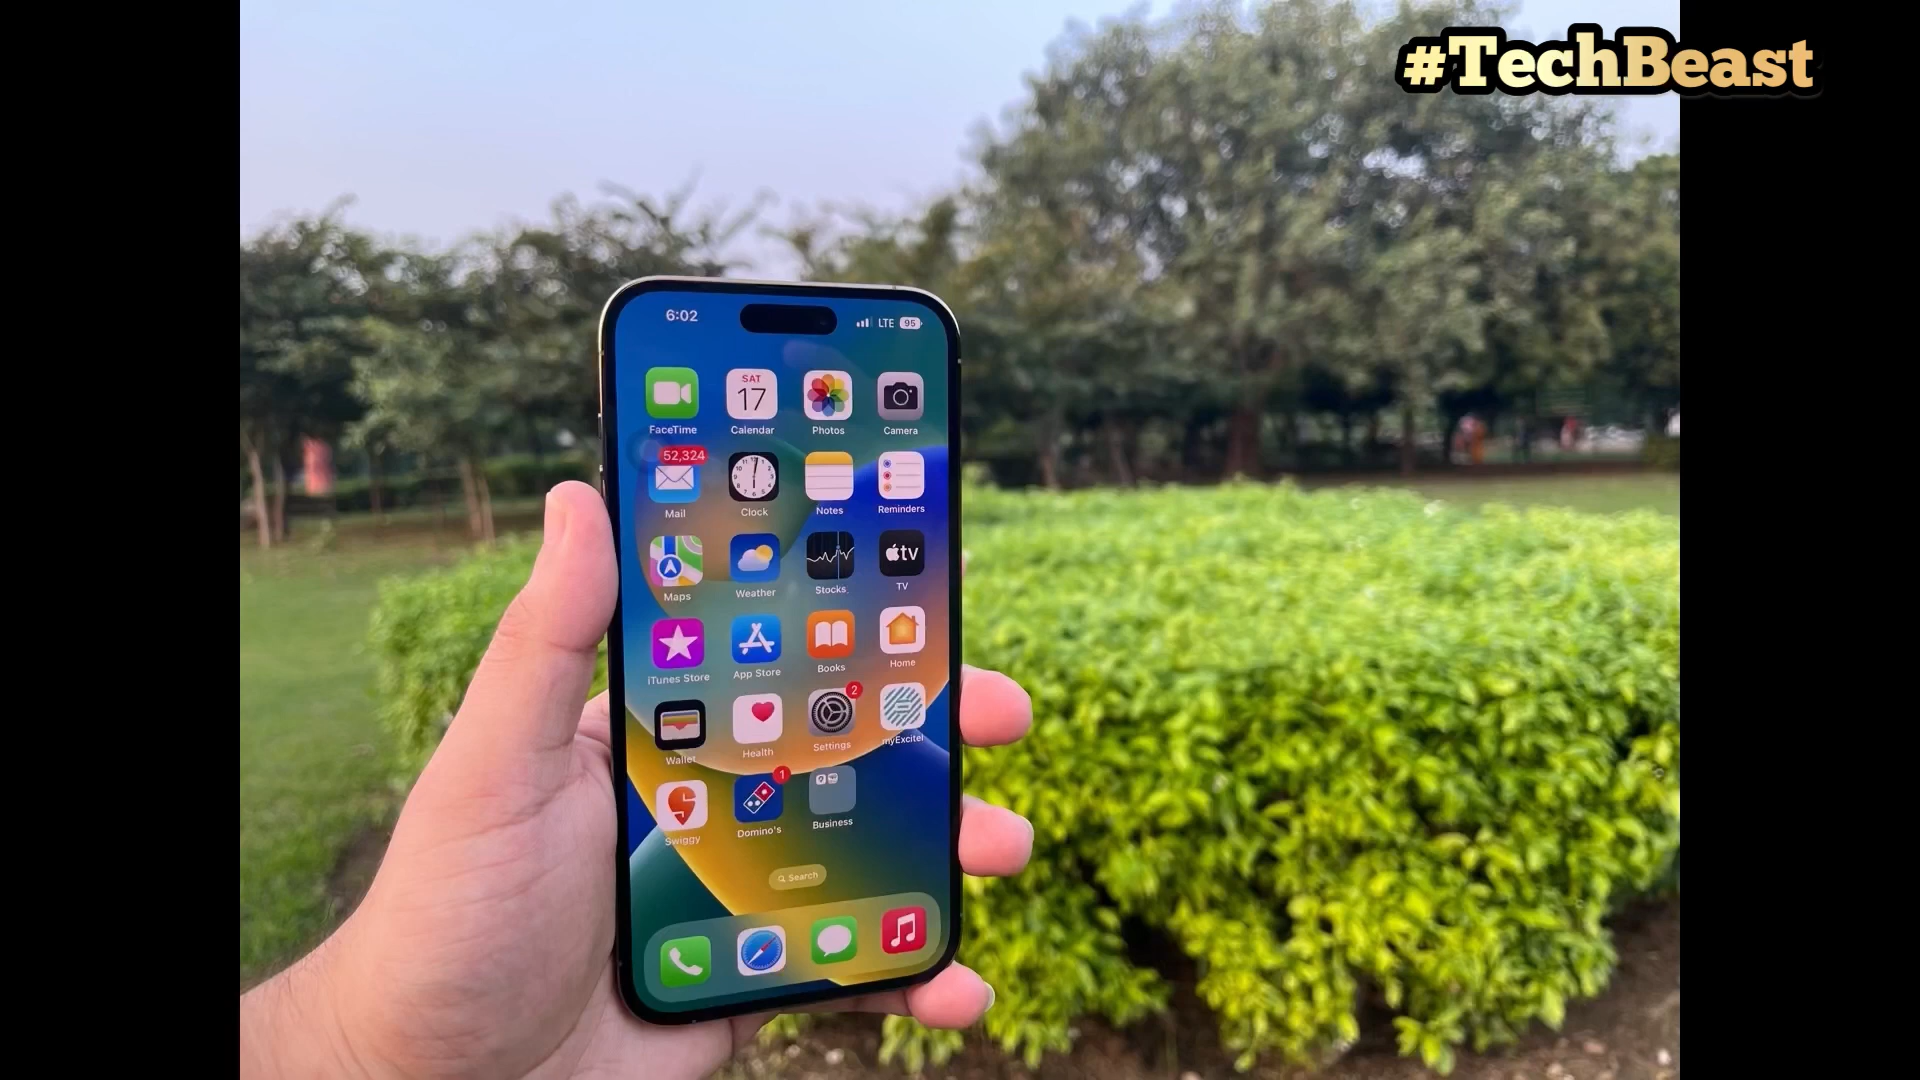 #TechBeast
6:02
LTE 95
SAT
17
FaceTime
Calendar
Photos
Camera
52,324
Mail
Clock
Notes
Reminders
Maps
Weather
Stocks
tv
TV
iTunes Store
App Store
Books
Home
2
Wallet
Health
Settings
myExcitel
1
Swiggy
Domino's
Business
Search